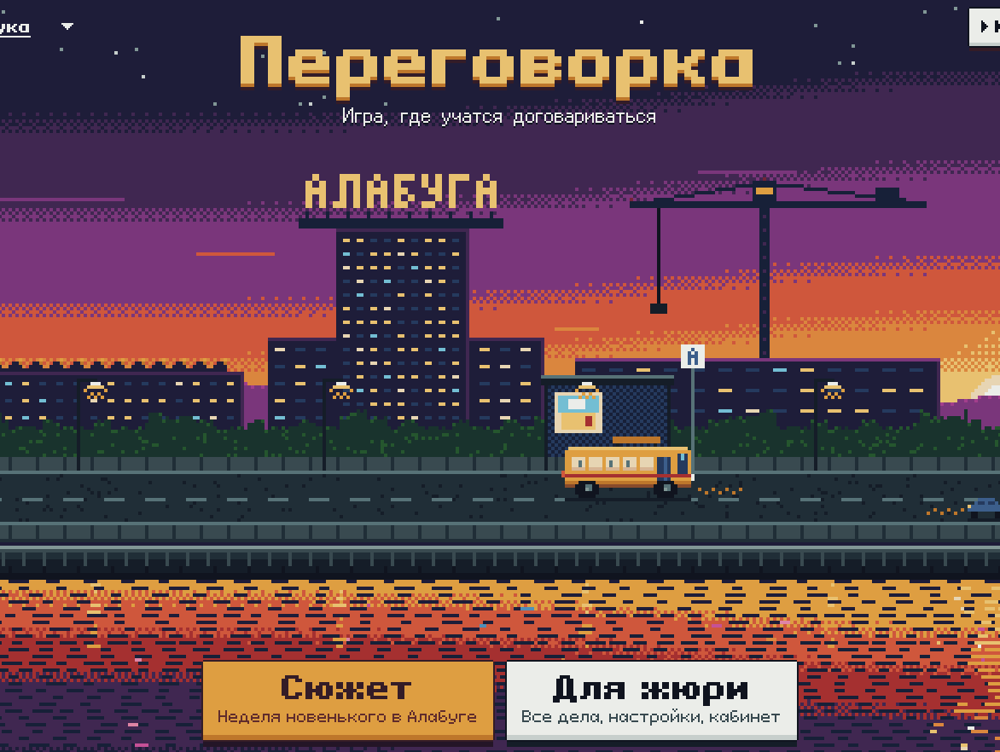 Переговорка
Игра, где учатся договариваться
АЛАБУГА
А
Сюжет
Неделя новенького в Алабуге
Для жюри
Все дела, настройки, кабинет